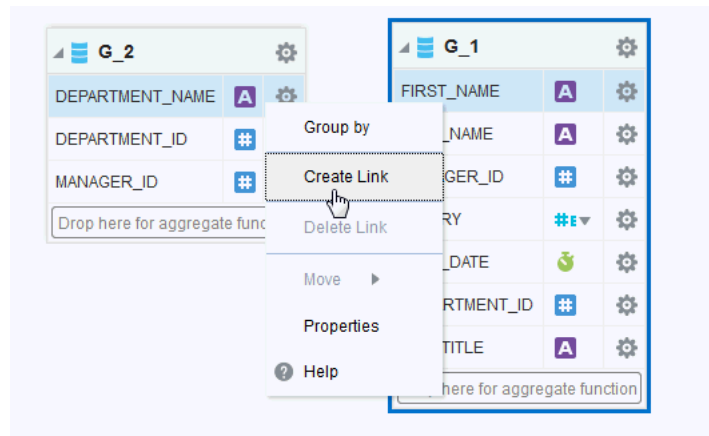 G_2
DEPARTMENT_NAME A
DEPARTMENT_ID #
MANAGER_ID #
Drop here for aggregate func
Group by
Create Link
Delete Link
Move
Properties
? Help
G_1
FIRST_NAME A
_NAME A
GER_ID #
RY #E
_DATE
RTMENT_ID #
TITLE A
here for aggregate function